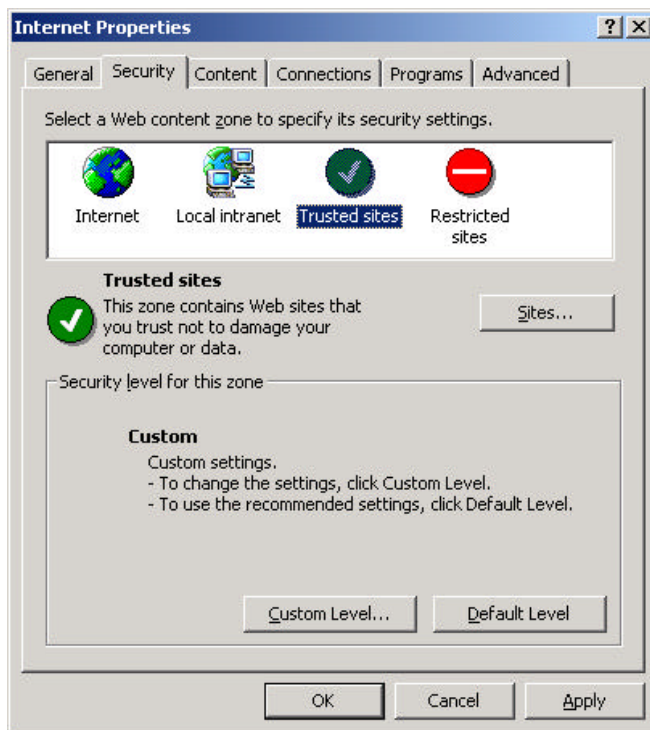 Internet Properties
General Security Content Connections Programs Advanced
Select a Web content zone to specify its security settings.
Internet Local intranet Trusted sites Restricted
sites
Trusted sites
This zone contains Web sites that
you trust not to damage your
computer or data.
Sites...
Security level for this zone
Custom
Custom settings.
- To change the settings, click Custom Level.
- To use the recommended settings, click Default Level.
Custom Level... Default Level
OK Cancel Apply